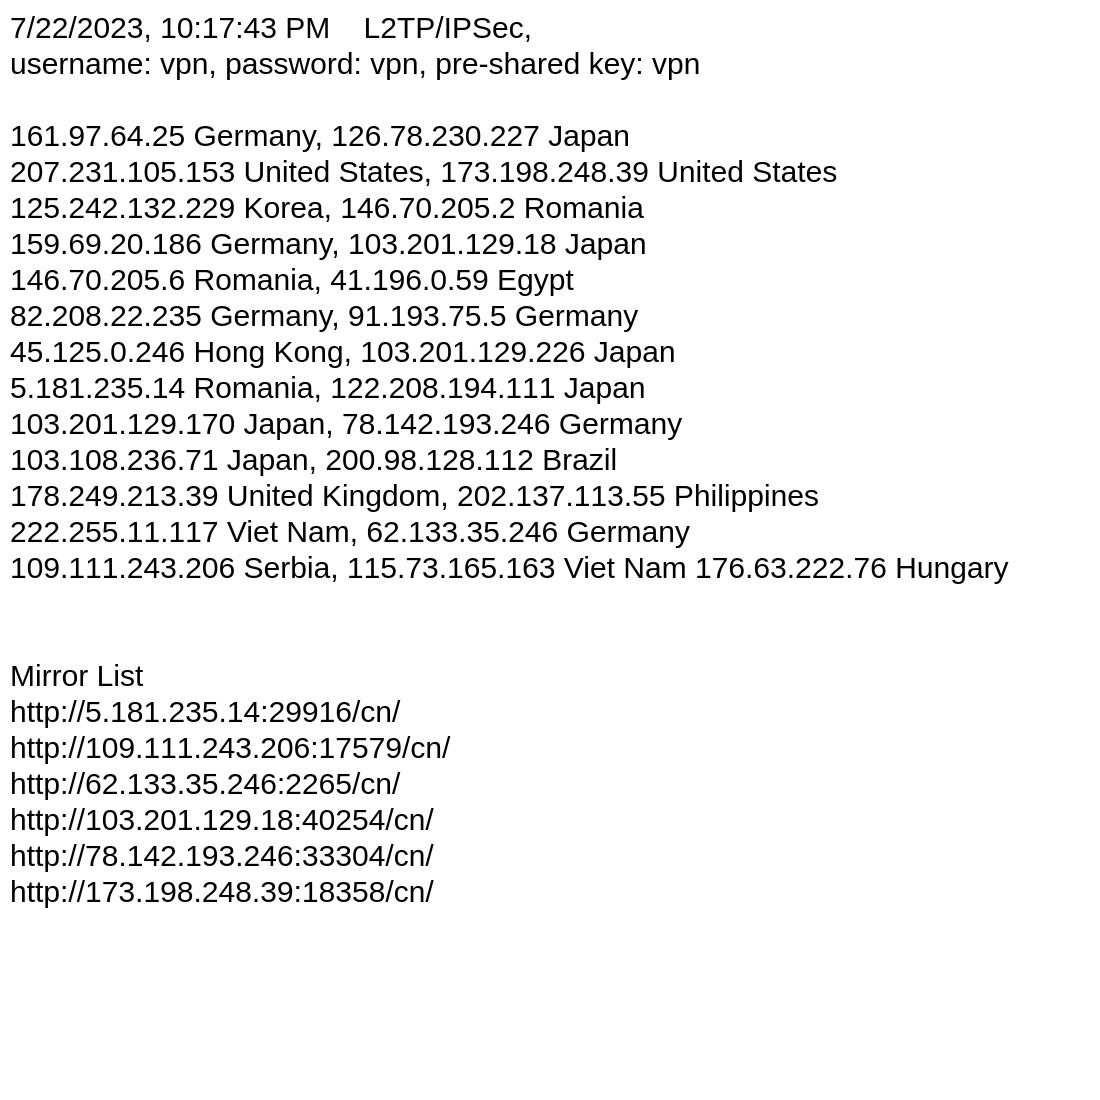 7/22/2023, 10:17:43 PM    L2TP/IPSec,
username: vpn, password: vpn, pre-shared key: vpn
161.97.64.25 Germany, 126.78.230.227 Japan
207.231.105.153 United States, 173.198.248.39 United States
125.242.132.229 Korea, 146.70.205.2 Romania
159.69.20.186 Germany, 103.201.129.18 Japan
146.70.205.6 Romania, 41.196.0.59 Egypt
82.208.22.235 Germany, 91.193.75.5 Germany
45.125.0.246 Hong Kong, 103.201.129.226 Japan
5.181.235.14 Romania, 122.208.194.111 Japan
103.201.129.170 Japan, 78.142.193.246 Germany
103.108.236.71 Japan, 200.98.128.112 Brazil
178.249.213.39 United Kingdom, 202.137.113.55 Philippines
222.255.11.117 Viet Nam, 62.133.35.246 Germany
109.111.243.206 Serbia, 115.73.165.163 Viet Nam 176.63.222.76 Hungary
Mirror List
http://5.181.235.14:29916/cn/
http://109.111.243.206:17579/cn/
http://62.133.35.246:2265/cn/
http://103.201.129.18:40254/cn/
http://78.142.193.246:33304/cn/
http://173.198.248.39:18358/cn/